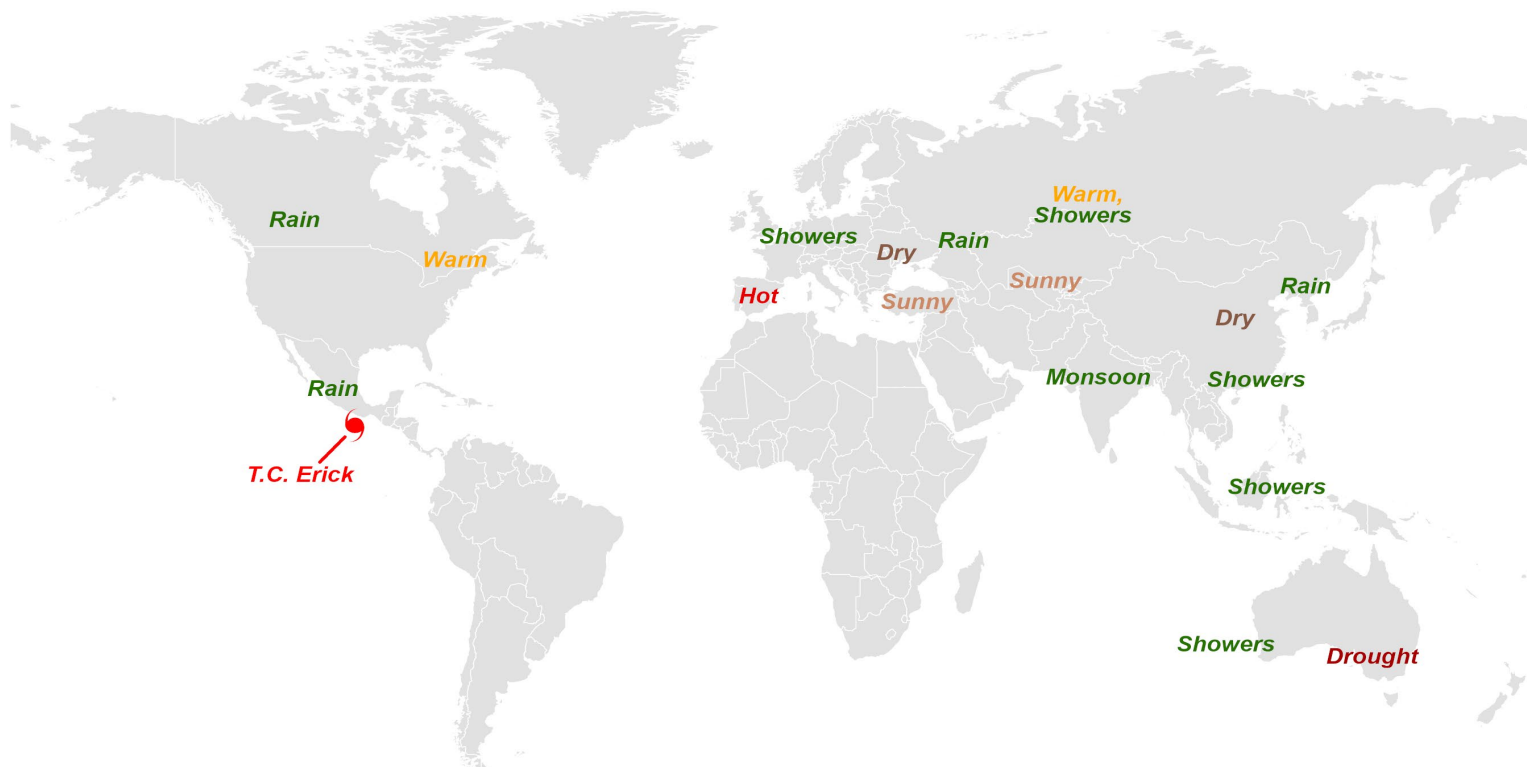 Warm,
Showers
Rain
Showers
Rain
Dry
Warm
Sunny
Rain
Hot
Sunny
Dry
Monsoon
Showers
Rain
T.C. Erick
Showers
Showers
Drought